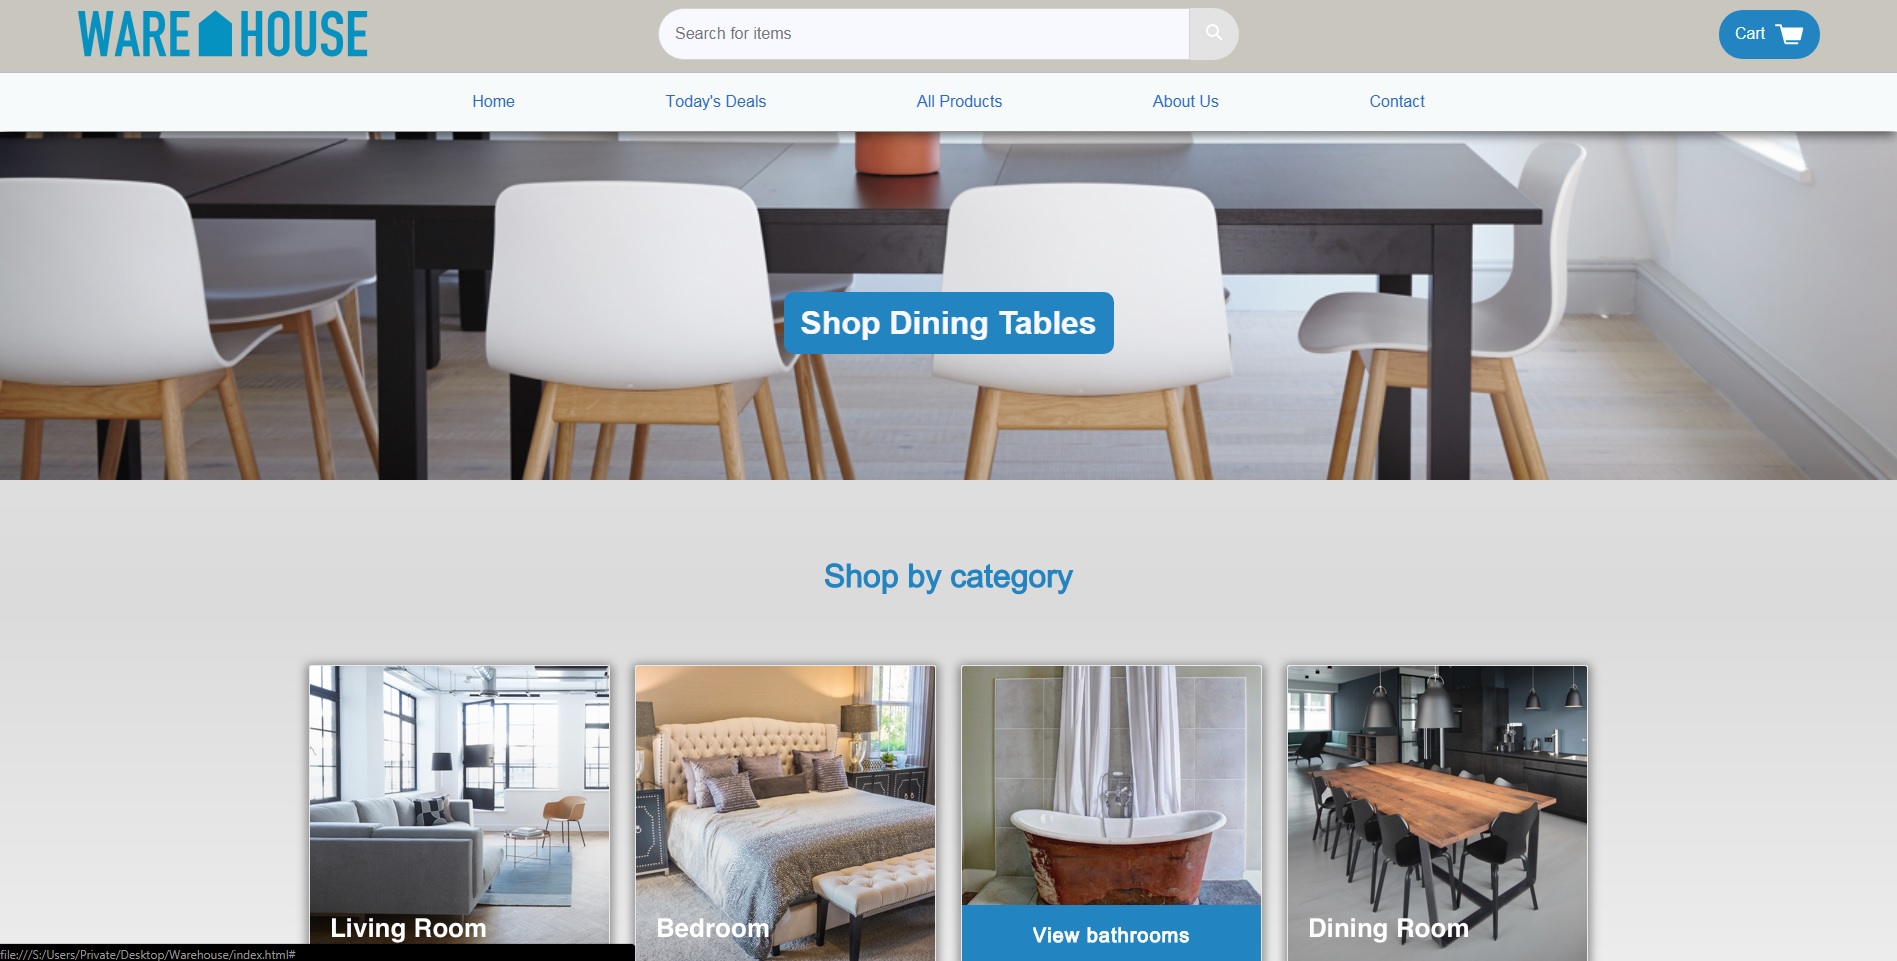 WARE HOUSE
Search for items
Cart
Home
Today's Deals
All Products
About Us
Contact
Shop Dining Tables
Shop by category
Living Room
Bedroom
View bathrooms
Dining Room
file:///S:/Users/Private/Desktop/Warehouse/index.html#